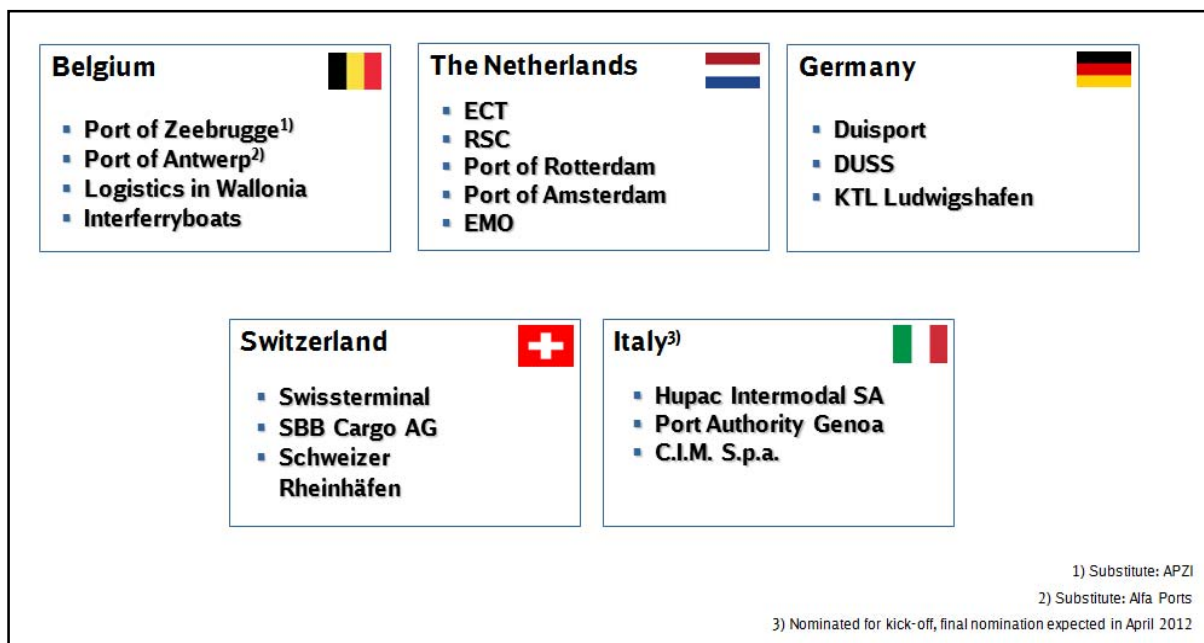 Belgium
▪ Port of Zeebrugge1)
▪ Port of Antwerp2)
▪ Logistics in Wallonia
▪ Interferryboats
The Netherlands
▪ ECT
▪ RSC
▪ Port of Rotterdam
▪ Port of Amsterdam
▪ EMO
Germany
▪ Duisport
▪ DUSS
▪ KTL Ludwigshafen
Switzerland
▪ Swissterminal
▪ SBB Cargo AG
▪ Schweizer
Rheinhäfen
Italy3)
▪ Hupac Intermodal SA
▪ Port Authority Genoa
▪ C.I.M. S.p.a.
1) Substitute: APZI
2) Substitute: Alfa Ports
3) Nominated for kick-off, final nomination expected in April 2012